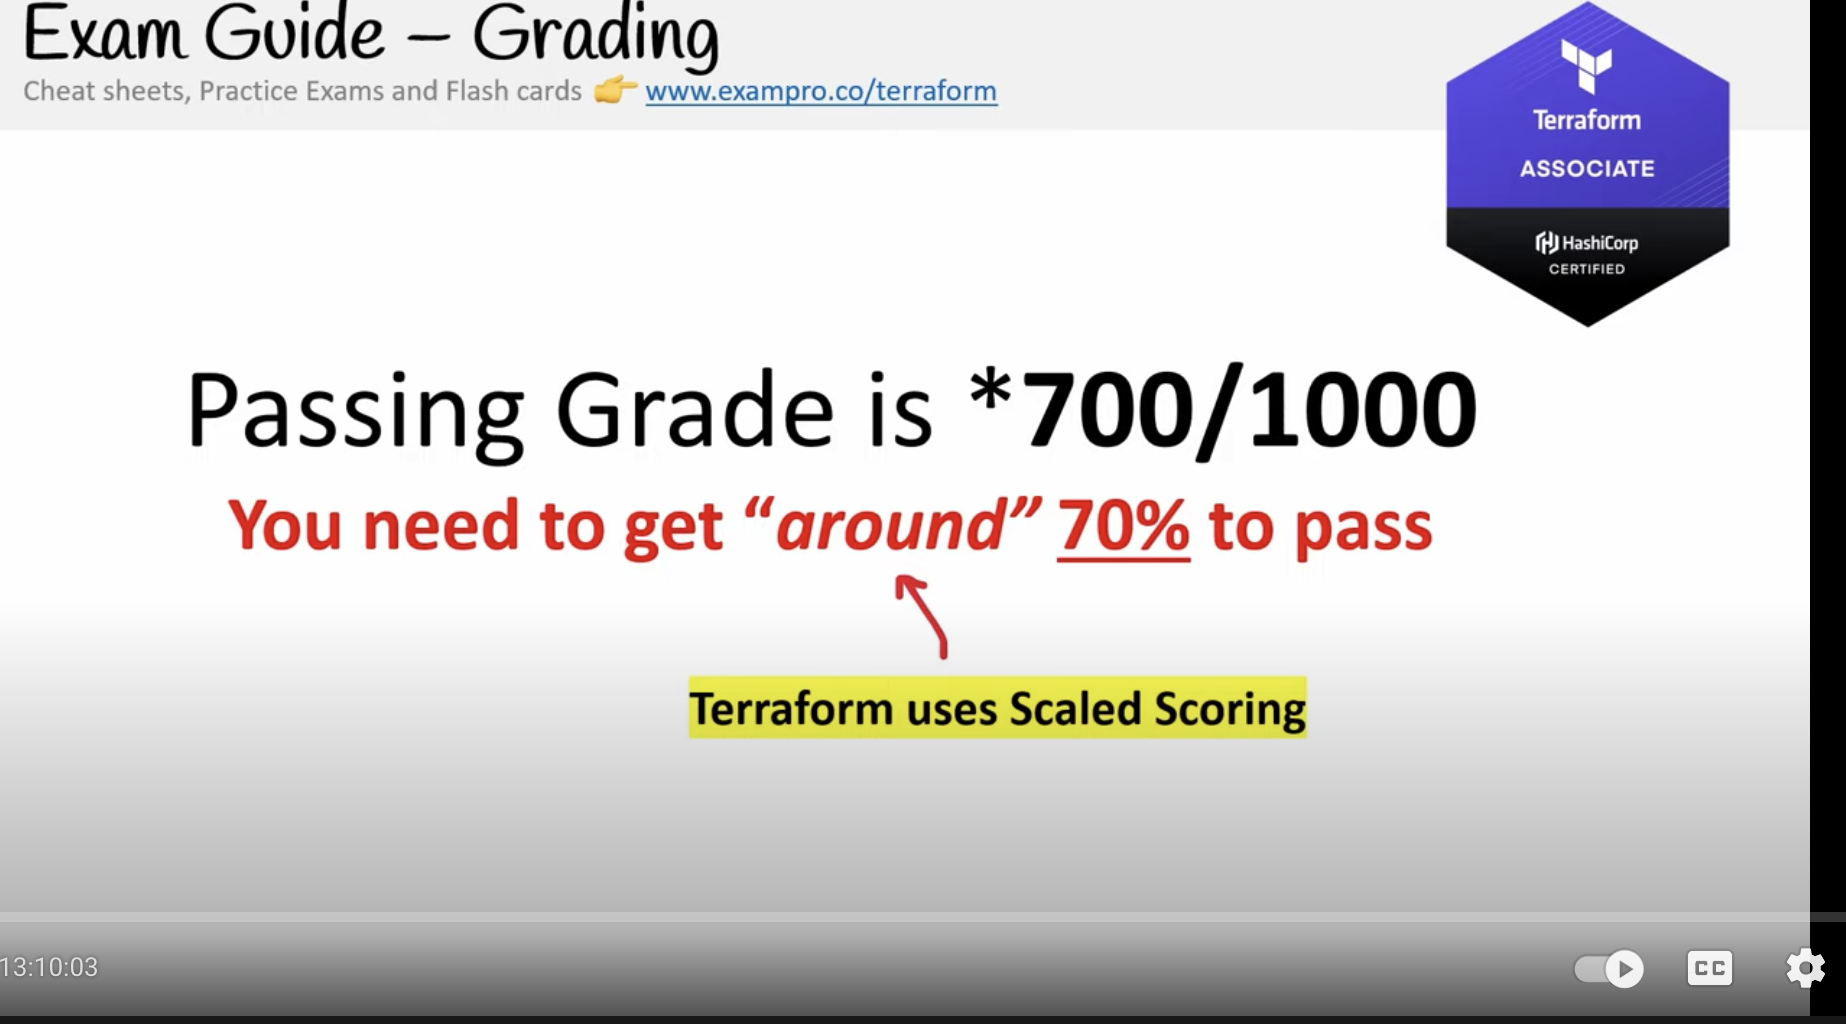 Exam Guide – Grading
Cheat sheets, Practice Exams and Flash cards 👉 www.exampro.co/terraform
Terraform
ASSOCIATE
HashiCorp
CERTIFIED
Passing Grade is *700/1000
You need to get “around” 70% to pass
Terraform uses Scaled Scoring
13:10:03
CC